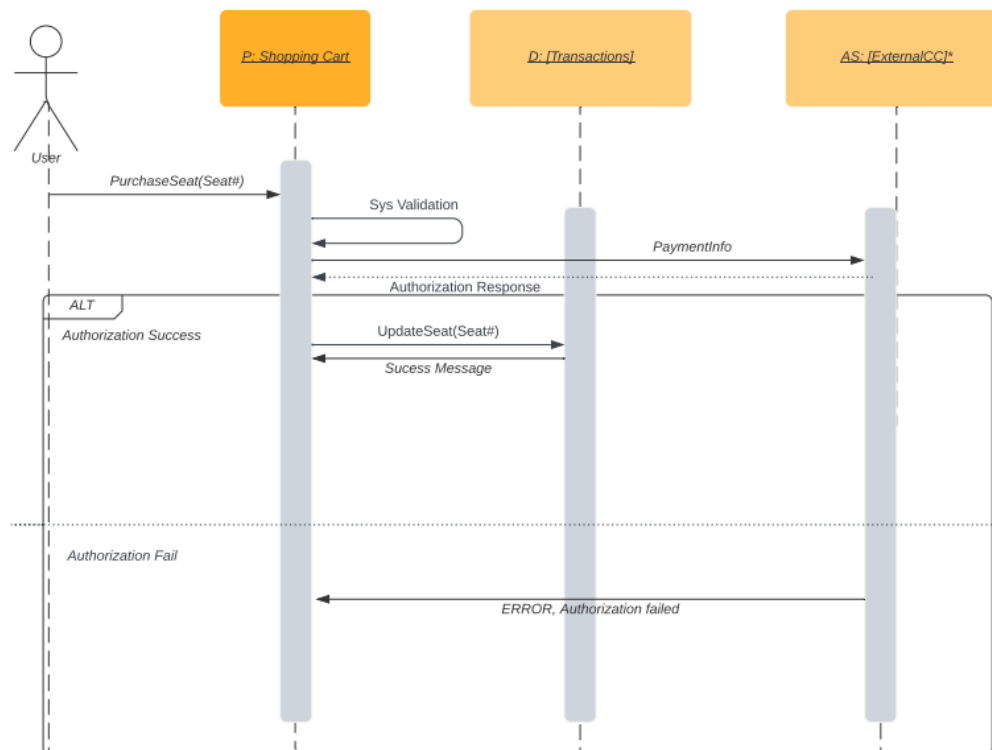 P: Shopping Cart
D: [Transactions]
AS: [ExternalCC]*
User
PurchaseSeat(Seat#)
Sys Validation
PaymentInfo
Authorization Response
ALT
Authorization Success
UpdateSeat(Seat#)
Sucess Message
Authorization Fail
ERROR, Authorization failed